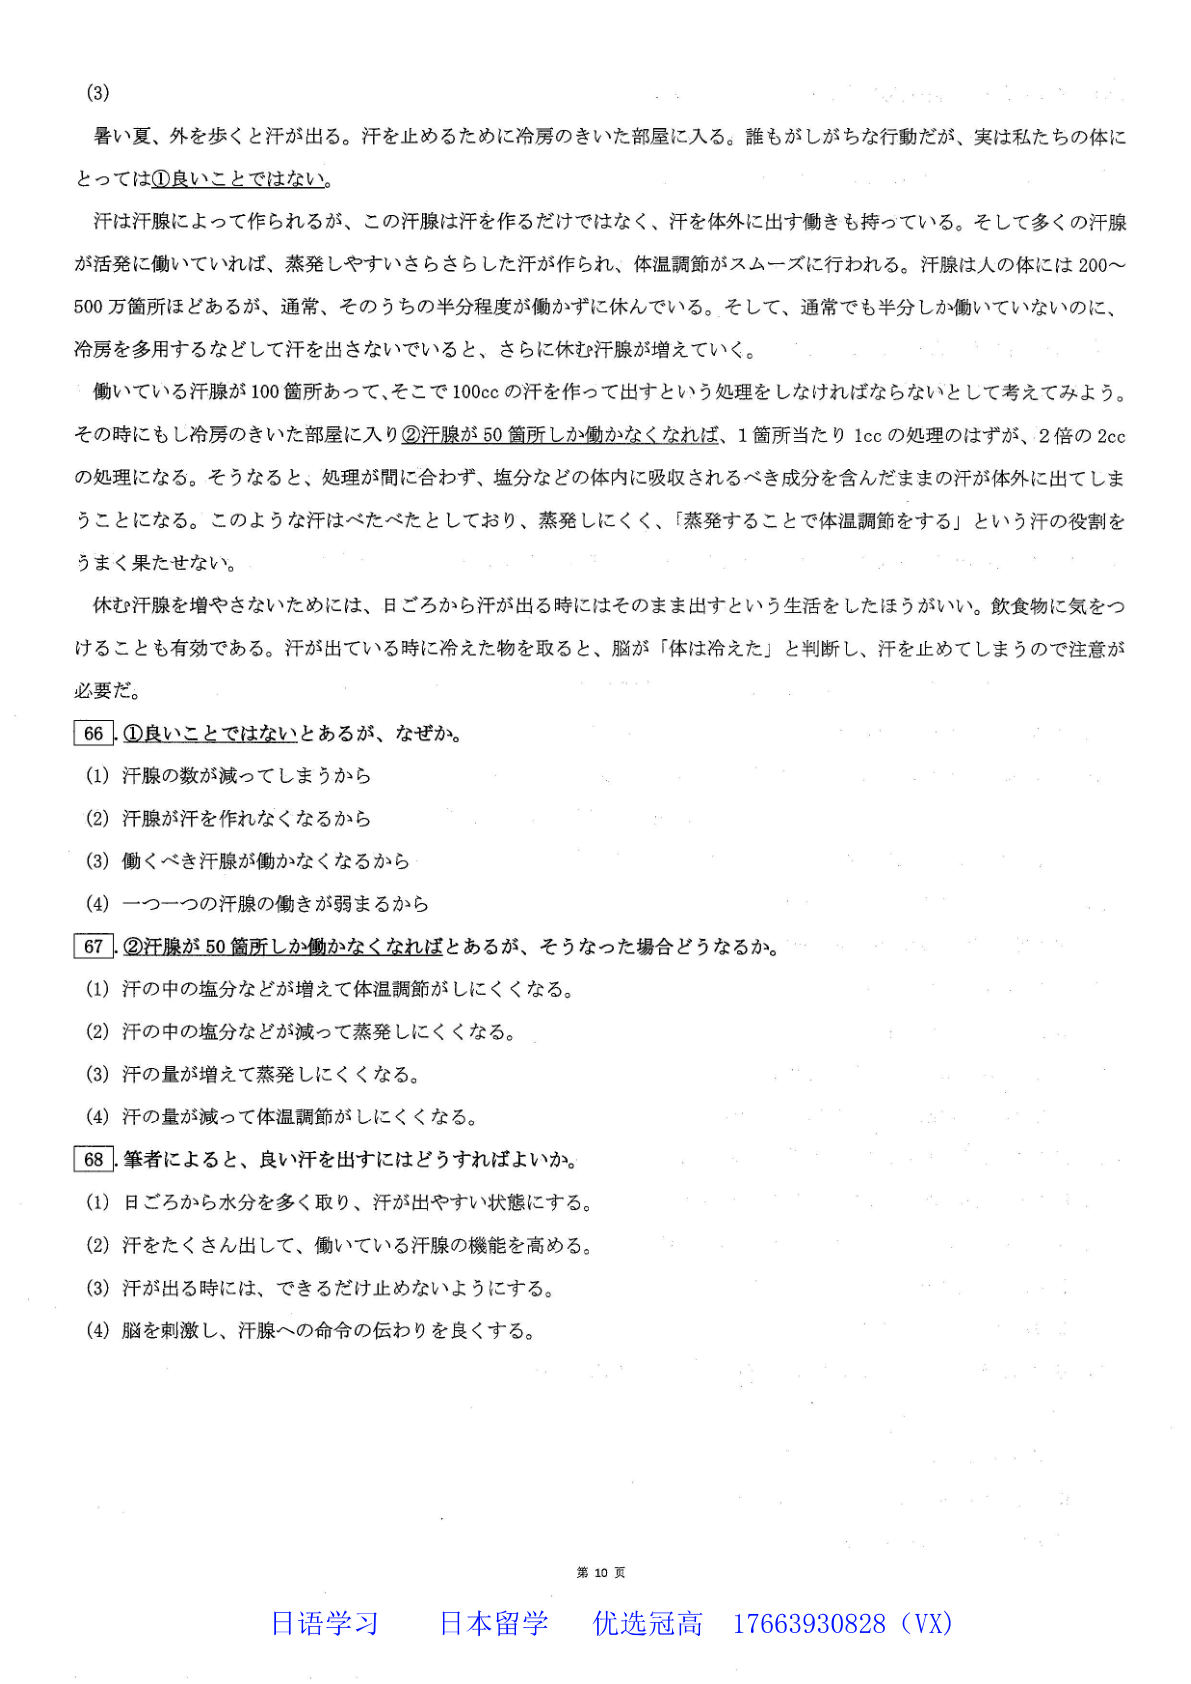 (3)
暑い夏、外を歩くと汗が出る。汗を止めるために冷房のきいた部屋に入る。誰もがしがちな行動だが、実は私たちの体に
とっては①良いことではない。
汗は汗腺によって作られるが、この汗腺は汗を作るだけではなく、汗を体外に出す働きも持っている。そして多くの汗腺
が活発に働いていれば、蒸発しやすいさらさらした汗が作られ、体温調節がスムーズに行われる。汗腺は人の体には 200～
500 万箇所ほどあるが、通常、そのうちの半分程度が働かずに休んでいる。そして、通常でも半分しか働いていないのに、
冷房を多用するなどして汗を出さないでいると、さらに休む汗腺が増えていく。
働いている汗腺が 100 箇所あって、そこで 100cc の汗を作って出すという処理をしなければならないとして考えてみよう。
その時にもし冷房のきいた部屋に入り②汗腺が 50 箇所しか働かなくなれば、1 箇所当たり 1cc の処理のはずが、2 倍の 2cc
の処理になる。そうなると、処理が間に合わず、塩分などの体内に吸収されるべき成分を含んだままの汗が体外に出てしま
うことになる。このような汗はべたべたとしており、蒸発しにくく、「蒸発することで体温調節をする」という汗の役割を
うまく果たせない。
休む汗腺を増やさないためには、日ごろから汗が出る時にはそのまま出すという生活をしたほうがいい。飲食物に気をつ
けることも有効である。汗が出ている時に冷えた物を取ると、脳が「体は冷えた」と判断し、汗を止めてしまうので注意が
必要だ。
66. ①良いことではないとあるが、なぜか。
(1) 汗腺の数が減ってしまうから
(2) 汗腺が汗を作れなくなるから
(3) 働くべき汗腺が働かなくなるから
(4) 一つ一つの汗腺の働きが弱まるから
67. ②汗腺が 50 箇所しか働かなくなればとあるが、そうなった場合どうなるか。
(1) 汗の中の塩分などが増えて体温調節がしにくくなる。
(2) 汗の中の塩分などが減って蒸発しにくくなる。
(3) 汗の量が増えて蒸発しにくくなる。
(4) 汗の量が減って体温調節がしにくくなる。
68. 筆者によると、良い汗を出すにはどうすればよいか。
(1) 日ごろから水分を多く取り、汗が出やすい状態にする。
(2) 汗をたくさん出して、働いている汗腺の機能を高める。
(3) 汗が出る時には、できるだけ止めないようにする。
(4) 脳を刺激し、汗腺への命令の伝わりを良くする。
第 10 页
日语学习 日本留学 优选冠高 17663930828（VX)